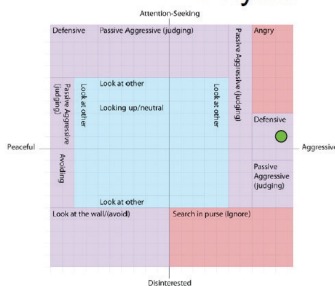 Attention-Seeking
Defensive Passive Aggressive (judging) Angry
Passive Aggressive (judging)
Look at other
Looking up/neutral
Look at other
Look at other
Passive Aggressive
(judging)
Defensive
Peaceful
Aggressive
Avoiding
Passive
Aggressive
(judging)
Look at other
Look at the wall/(avoid) Search in purse (Ignore)
Disinterested